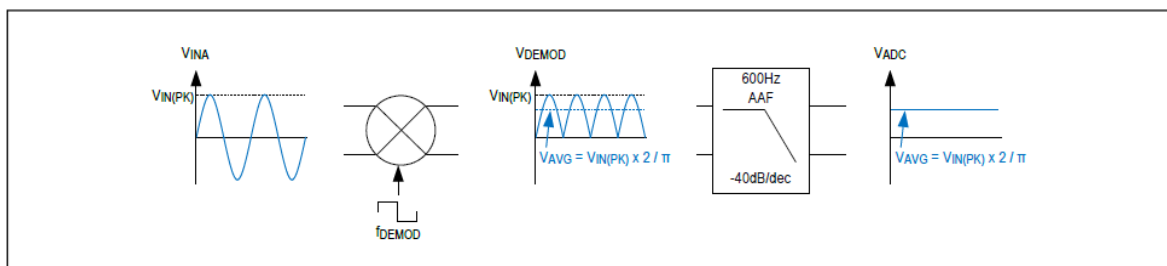 VINA
VIN(PK)
fDEMOD
VDEMOD
VIN(PK)
VAVG = VIN(PK) x 2 / π
600Hz
AAF
-40dB/dec
VADC
VAVG = VIN(PK) x 2 / π